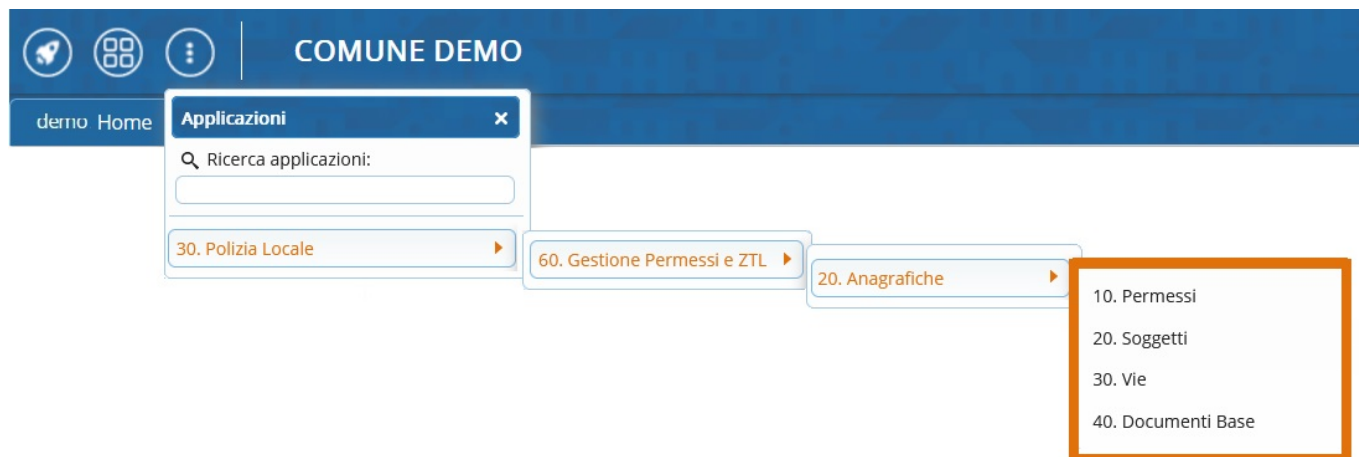 COMUNE DEMO
demo Home
Applicazioni
Ricerca applicazioni:
30. Polizia Locale
60. Gestione Permessi e ZTL
20. Anagrafiche
10. Permessi
20. Soggetti
30. Vie
40. Documenti Base